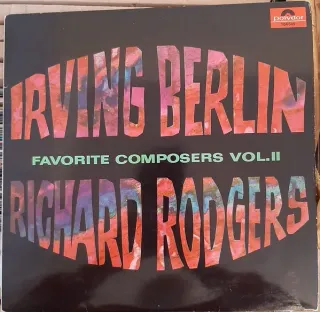 Polydor
IRVING BERLIN
FAVORITE COMPOSERS VOL.II
RICHARD RODGERS